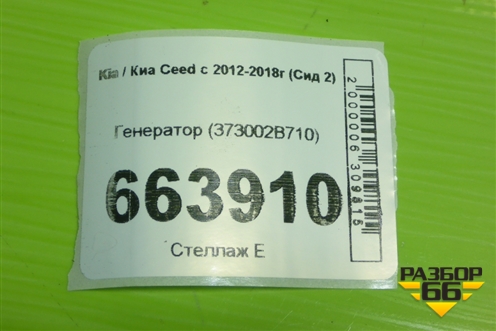 Kia / Киа Ceed с 2012-2018г (Сид 2)
Генератор (373002B710)
663910
Стеллаж Е
2000006309815
РАЗБОР
66